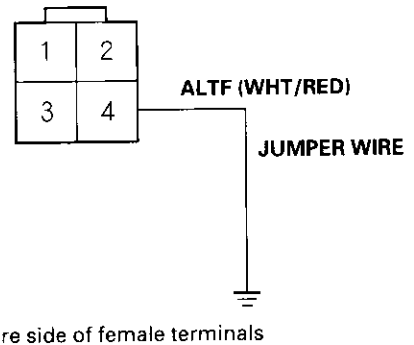 1 2
3 4
ALTF (WHT/RED)
JUMPER WIRE
re side of female terminals